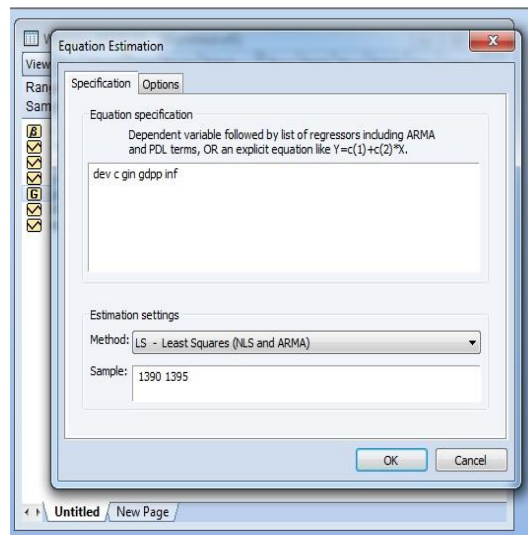 Equation Estimation
View
Ran
Sam
Specification
Options
Equation specification
Dependent variable followed by list of regressors including ARMA
and PDL terms, OR an explicit equation like Y=c(1)+c(2)*X.
dev c gin gdpp inf
Estimation settings
Method:
LS - Least Squares (NLS and ARMA)
Sample:
1390 1395
OK
Cancel
Untitled
New Page